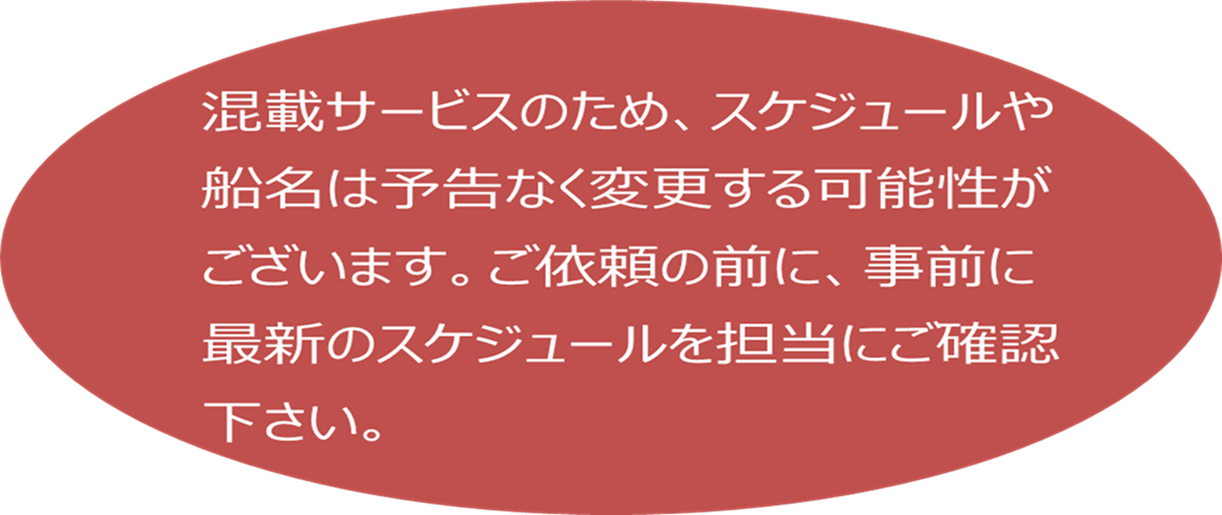 混載サービスのため、スケジュールや
船名は予告なく変更する可能性が
ございます。ご依頼の前に、事前に
最新のスケジュールを担当にご確認
下さい。